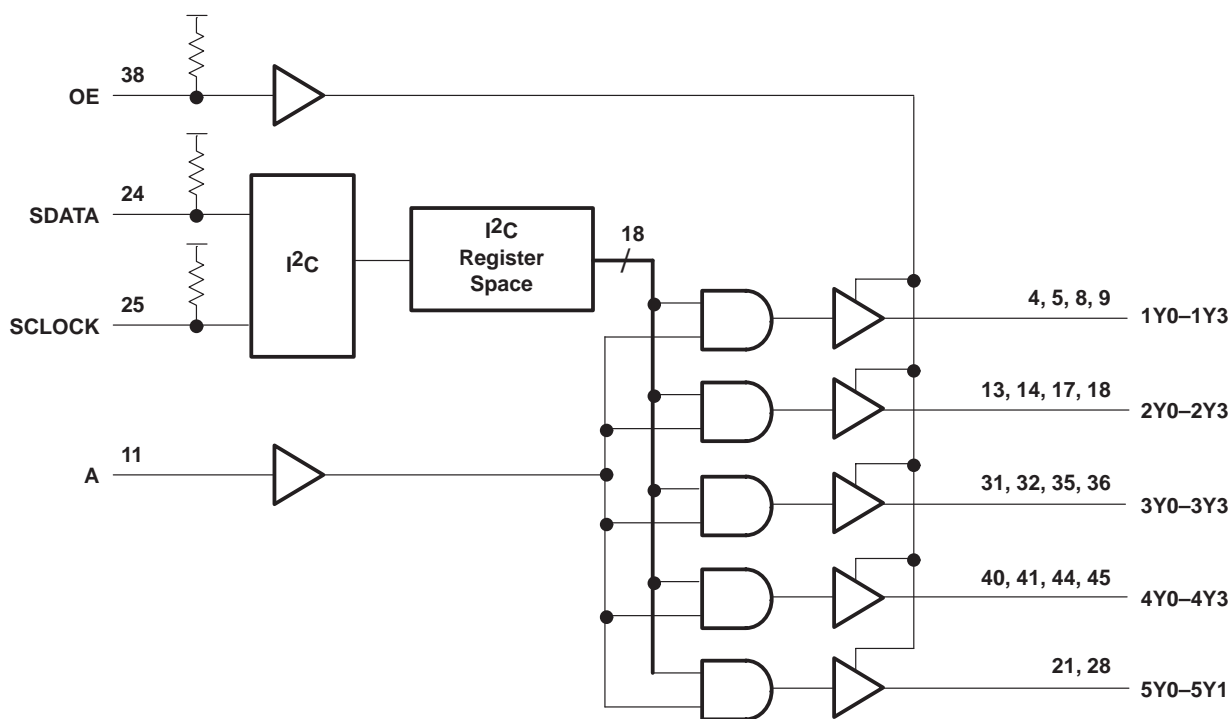 38
OE
24
SDATA
I2C
I2C
Register
Space
18
25
SCLOCK
4, 5, 8, 9
1Y0–1Y3
13, 14, 17, 18
2Y0–2Y3
11
A
31, 32, 35, 36
3Y0–3Y3
40, 41, 44, 45
4Y0–4Y3
21, 28
5Y0–5Y1